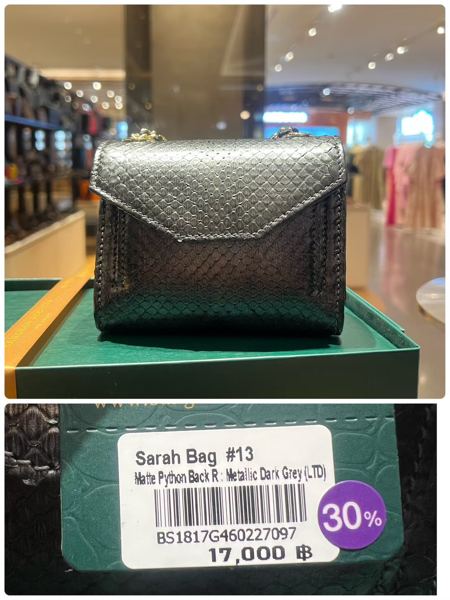 Sarah Bag #13
Matte Python Back R : Metallic Dark Grey (LTD)
BS1817G460227097
17,000 ฿
30%